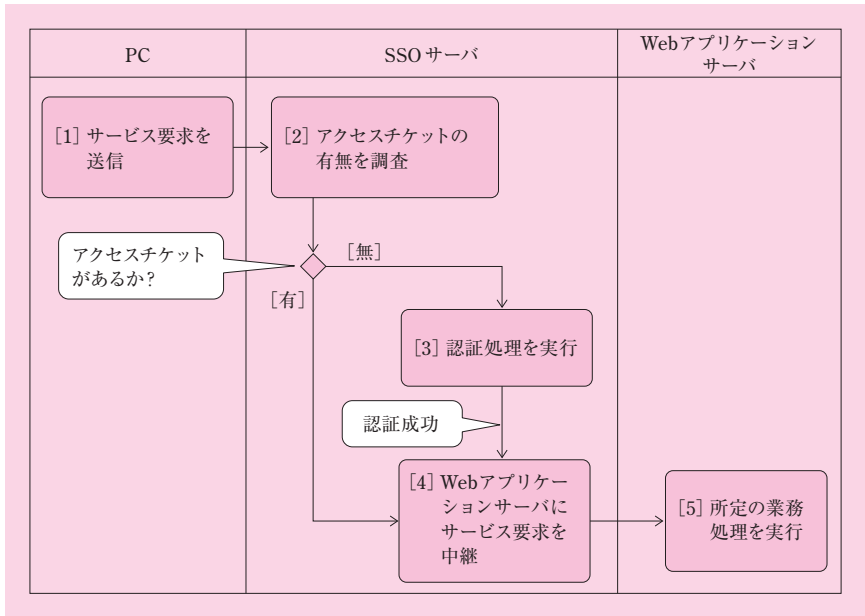 PC
SSOサーバ
Webアプリケーション
サーバ
[1] サービス要求を
送信
[2] アクセスチケットの
有無を調査
アクセスチケット
があるか?
[無]
[有]
[3] 認証処理を実行
認証成功
[4] Webアプリケー
ションサーバに
サービス要求を
中継
[5] 所定の業務
処理を実行